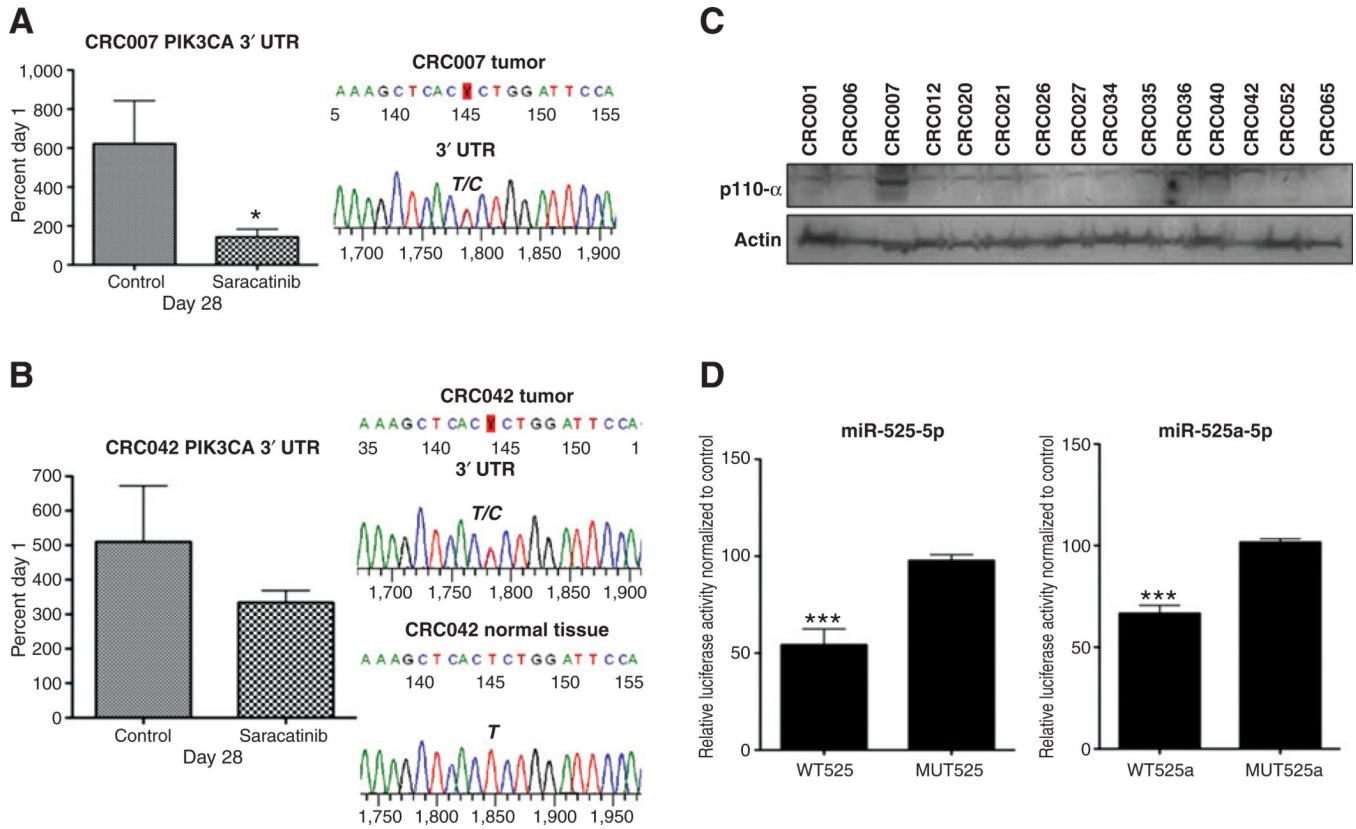 A
CRC007 PIK3CA 3′ UTR
1,000
800
600
400
200
0
Percent day 1
*
Control
Saracatinib
Day 28
CRC007 tumor
A A A G C T C A C Y C T G G A T T C C A
5 140 145 150 155
3′ UTR
T/C
1,700 1,750 1,800 1,850 1,900
B
CRC042 PIK3CA 3′ UTR
700
600
500
400
300
200
100
0
Percent day 1
Control
Saracatinib
Day 28
CRC042 tumor
A A A G C T C A C Y C T G G A T T C C A
35 140 145 150 1
3′ UTR
T/C
1,700 1,750 1,800 1,850 1,900
CRC042 normal tissue
A A A G C T C A C T C T G G A T T C C A
140 145 150 155
T
1,750 1,800 1,850 1,900 1,950
C
CRC001
CRC006
CRC007
CRC012
CRC020
CRC021
CRC026
CRC027
CRC034
CRC035
CRC036
CRC040
CRC042
CRC052
CRC065
p110-α
Actin
D
miR-525-5p
150
100
50
0
Relative luciferase activity normalized to control
***
WT525
MUT525
miR-525a-5p
150
100
50
0
Relative luciferase activity normalized to control
***
WT525a
MUT525a